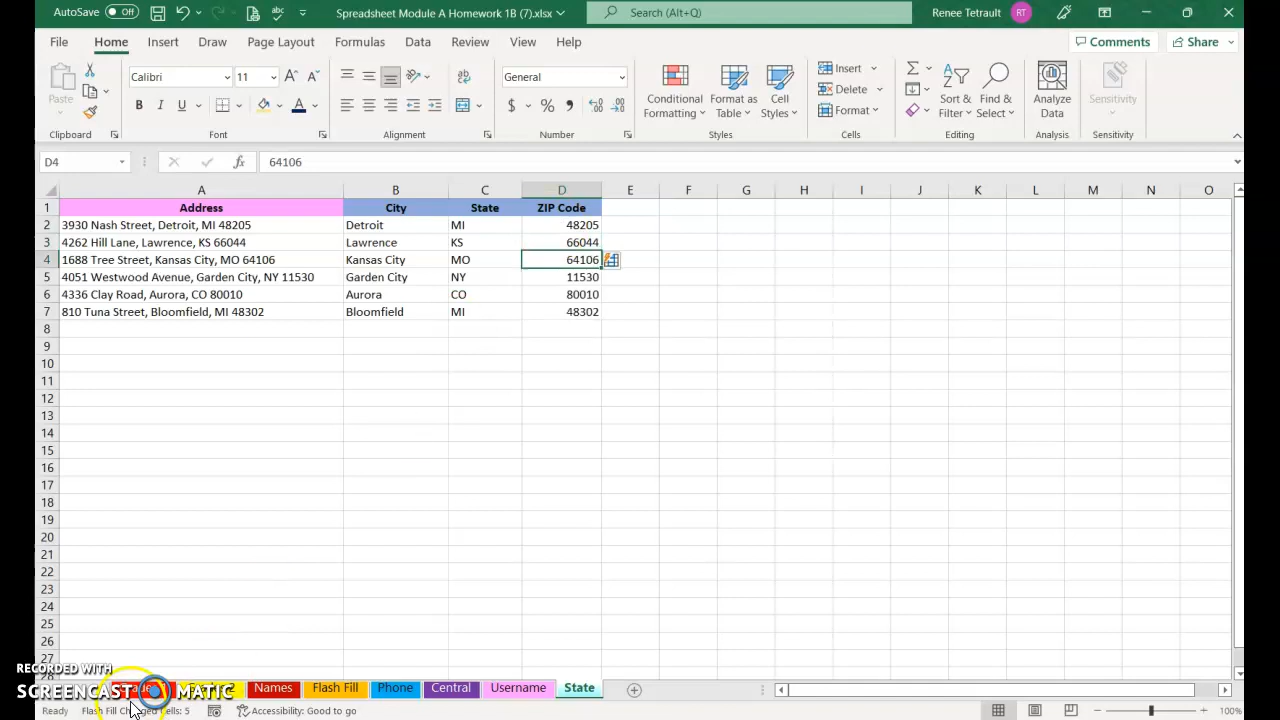 AutoSave Off Spreadsheet Module A Homework 1B (7).xlsx Search (Alt+Q) Renee Tetrault RT
File Home Insert Draw Page Layout Formulas Data Review View Help Comments Share
Paste Calibri 11 General Conditional Formatting Format as Table Cell Styles Insert Delete Format Sort & Filter Find & Select Analyze Data Sensitivity
Clipboard Font Alignment Number Styles Cells Editing Analysis Sensitivity
D4 fx 64106
A B C D E F G H I J K L M N O
1 Address City State ZIP Code
2 3930 Nash Street, Detroit, MI 48205 Detroit MI 48205
3 4262 Hill Lane, Lawrence, KS 66044 Lawrence KS 66044
4 1688 Tree Street, Kansas City, MO 64106 Kansas City MO 64106
5 4051 Westwood Avenue, Garden City, NY 11530 Garden City NY 11530
6 4336 Clay Road, Aurora, CO 80010 Aurora CO 80010
7 810 Tuna Street, Bloomfield, MI 48302 Bloomfield MI 48302
8
9
10
11
12
13
14
15
16
17
18
19
20
21
22
23
24
25
26
27
28
RECORDED WITH
SCREENCAST MATIC
Names Flash Fill Phone Central Username State
Ready Flash Fill Changed Cells: 5 Accessibility: Good to go 100%